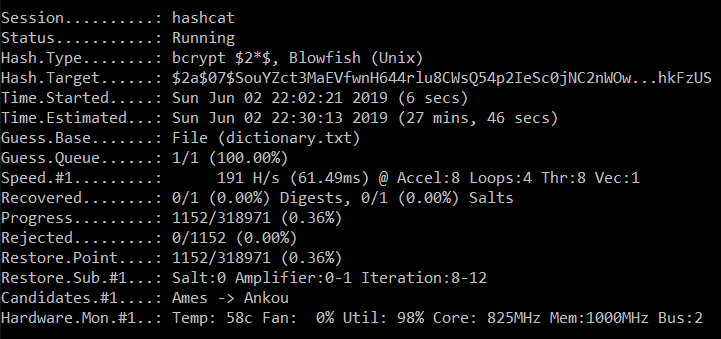 Session..........: hashcat
Status...........: Running
Hash.Type........: bcrypt $2*$, Blowfish (Unix)
Hash.Target......: $2a$07$SouYZct3MaEVfwnH644rlu8CWsQ54p2IeSc0jNC2nWOw...hkFzUS
Time.Started.....: Sun Jun 02 22:02:21 2019 (6 secs)
Time.Estimated...: Sun Jun 02 22:30:13 2019 (27 mins, 46 secs)
Guess.Base.......: File (dictionary.txt)
Guess.Queue......: 1/1 (100.00%)
Speed.#1.........:      191 H/s (61.49ms) @ Accel:8 Loops:4 Thr:8 Vec:1
Recovered........: 0/1 (0.00%) Digests, 0/1 (0.00%) Salts
Progress.........: 1152/318971 (0.36%)
Rejected.........: 0/1152 (0.00%)
Restore.Point....: 1152/318971 (0.36%)
Restore.Sub.#1...: Salt:0 Amplifier:0-1 Iteration:8-12
Candidates.#1....: Ames -> Ankou
Hardware.Mon.#1..: Temp: 58c Fan:  0% Util: 98% Core: 825MHz Mem:1000MHz Bus:2